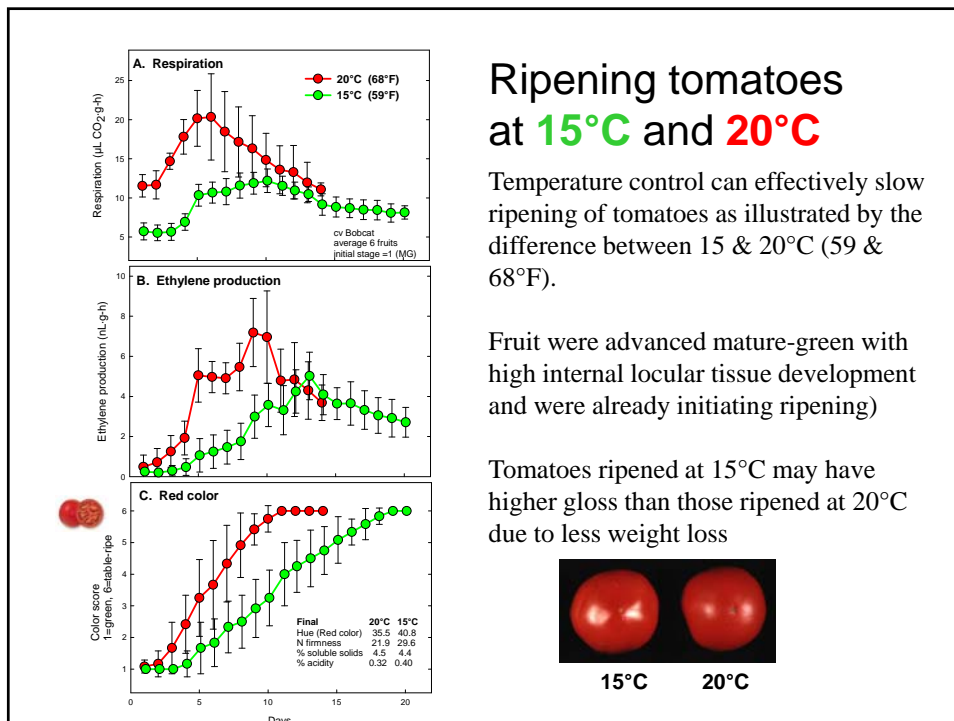 A. Respiration
20°C (68°F)
15°C (59°F)
Respiration (µL CO2·g-h)
25
20
15
10
5
cv Bobcat
average 6 fruits
initial stage =1 (MG)
B. Ethylene production
Ethylene production (nL·g-h)
10
8
6
4
2
0
C. Red color
Color score
1=green, 6=table-ripe
6
5
4
3
2
1
Final 20°C 15°C
Hue (Red color) 35.5 40.8
N firmness 21.9 29.6
% soluble solids 4.5 4.4
% acidity 0.32 0.40
0 5 10 15 20
Days
Ripening tomatoes
at 15°C and 20°C
Temperature control can effectively slow
ripening of tomatoes as illustrated by the
difference between 15 & 20°C (59 &
68°F).
Fruit were advanced mature-green with
high internal locular tissue development
and were already initiating ripening)
Tomatoes ripened at 15°C may have
higher gloss than those ripened at 20°C
due to less weight loss
15°C 20°C